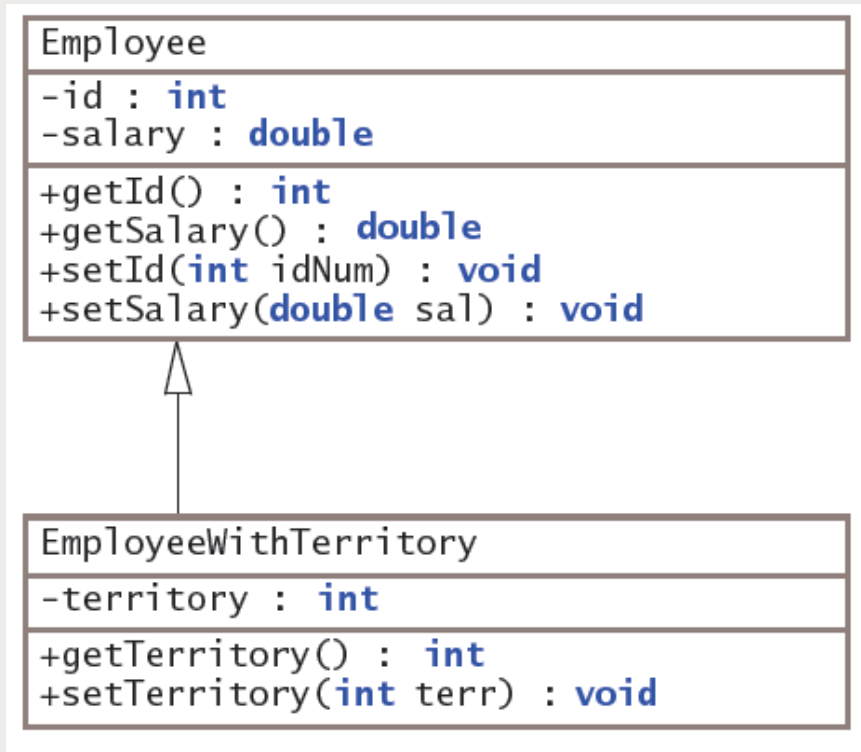 Employee
-id : int
-salary : double
+getId() : int
+getSalary() : double
+setId(int idNum) : void
+setSalary(double sal) : void
EmployeeWithTerritory
-territory : int
+getTerritory() : int
+setTerritory(int terr) : void